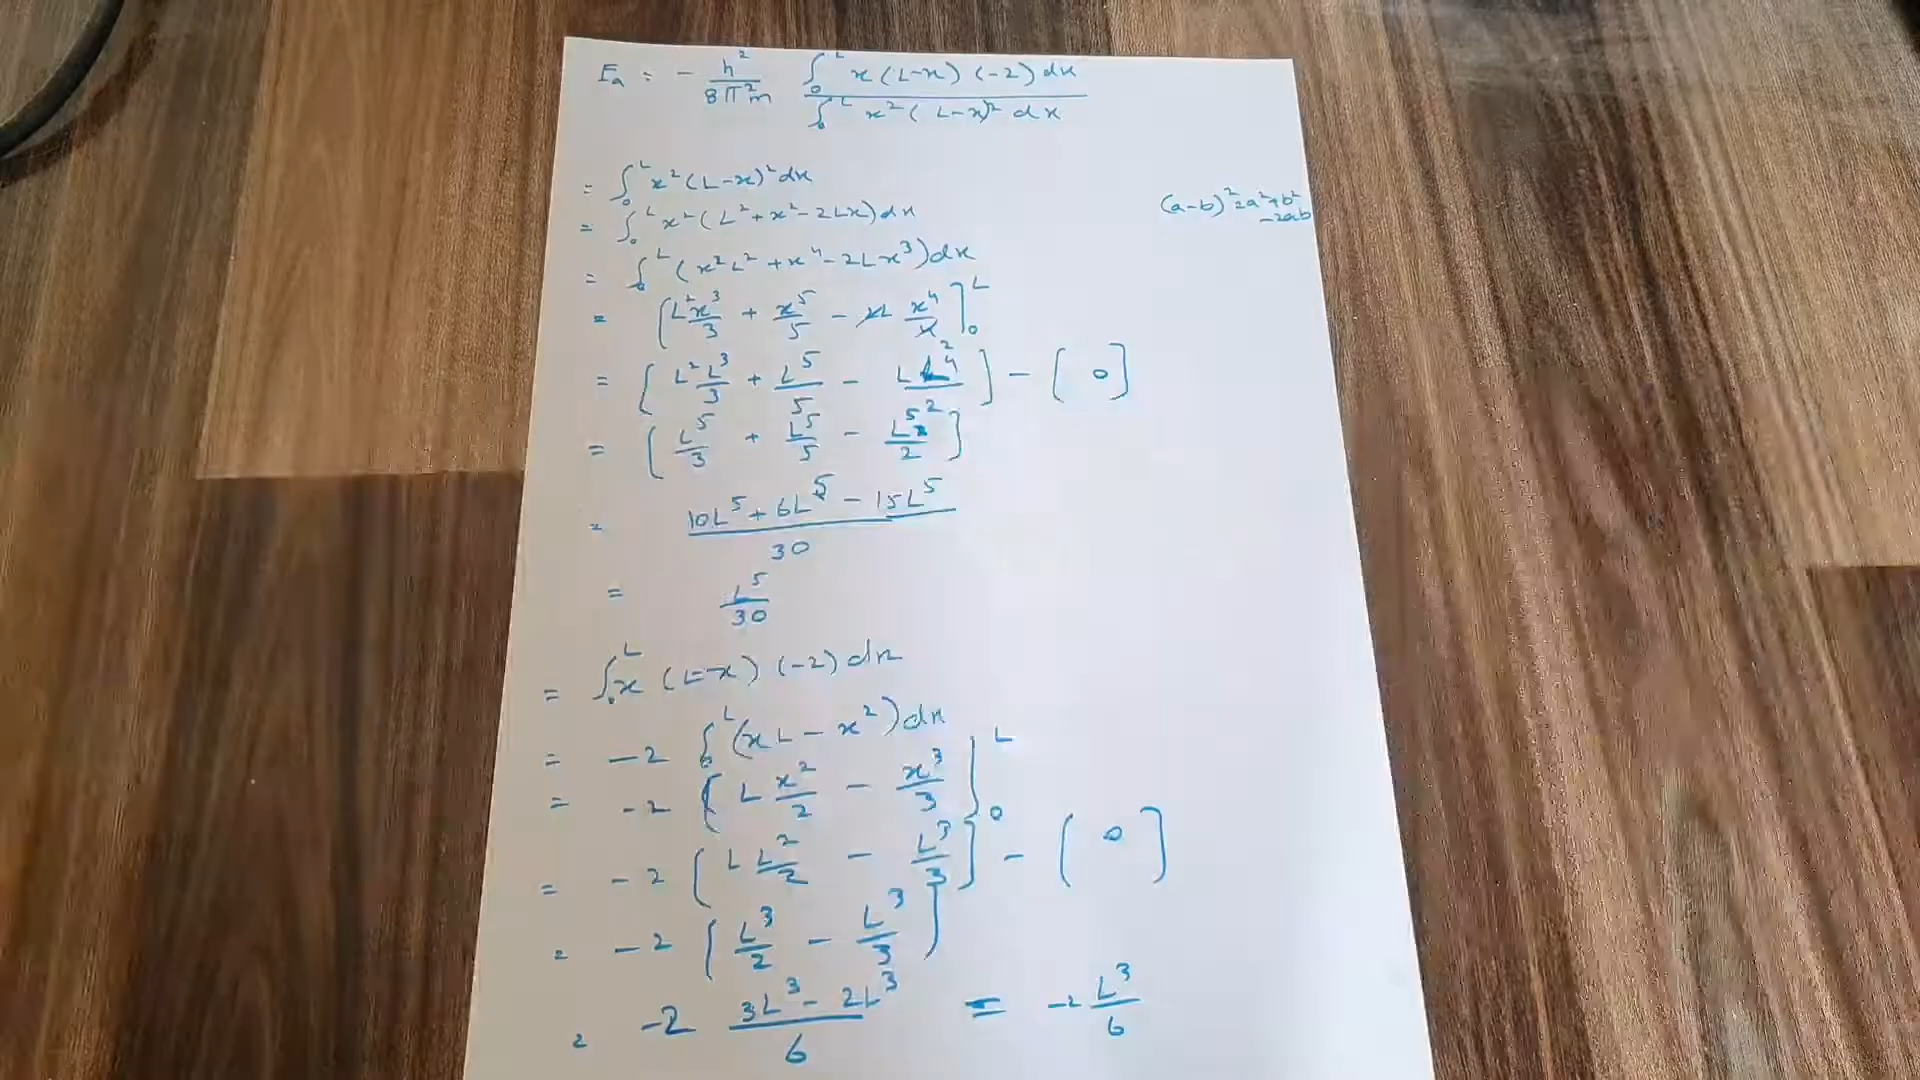 Ea = - h² / 8π²m ∫₀ᴸ x (L-x) (-2) dx / ∫₀ᴸ x² (L-x)² dx
= ∫₀ᴸ x² (L-x)² dx
(a-b)² = a²+b² -2ab
= ∫₀ᴸ x² (L² + x² - 2Lx) dx
= ∫₀ᴸ (x²L² + x⁴ - 2Lx³) dx
= [L² x³/3 + x⁵/5 - 2L x⁴/4]₀ᴸ
= [L² L³/3 + L⁵/5 - L L⁴/2] - [0]
= [L⁵/3 + L⁵/5 - L⁵/2]
= 10L⁵ + 6L⁵ - 15L⁵ / 30
= L⁵/30
= ∫₀ᴸ x (L-x) (-2) dx
= -2 ∫₀ᴸ (xL - x²) dx
= -2 [L x²/2 - x³/3]₀ᴸ
= -2 [L L²/2 - L³/3] - [0]
= -2 [L³/2 - L³/3]
= -2 3L³ - 2L³ / 6 = -2 L³/6